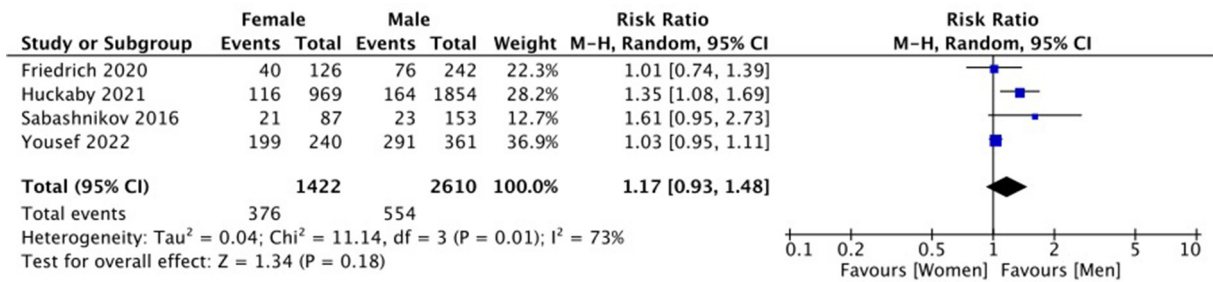 Female Male Risk Ratio Risk Ratio
Study or Subgroup Events Total Events Total Weight M-H, Random, 95% CI M-H, Random, 95% CI
Friedrich 2020 40 126 76 242 22.3% 1.01 [0.74, 1.39]
Huckaby 2021 116 969 164 1854 28.2% 1.35 [1.08, 1.69]
Sabashnikov 2016 21 87 23 153 12.7% 1.61 [0.95, 2.73]
Yousef 2022 199 240 291 361 36.9% 1.03 [0.95, 1.11]
Total (95% CI) 1422 2610 100.0% 1.17 [0.93, 1.48]
Total events 376 554
Heterogeneity: Tau² = 0.04; Chi² = 11.14, df = 3 (P = 0.01); I² = 73%
Test for overall effect: Z = 1.34 (P = 0.18)
0.1 0.2 0.5 1 2 5 10
Favours [Women] Favours [Men]